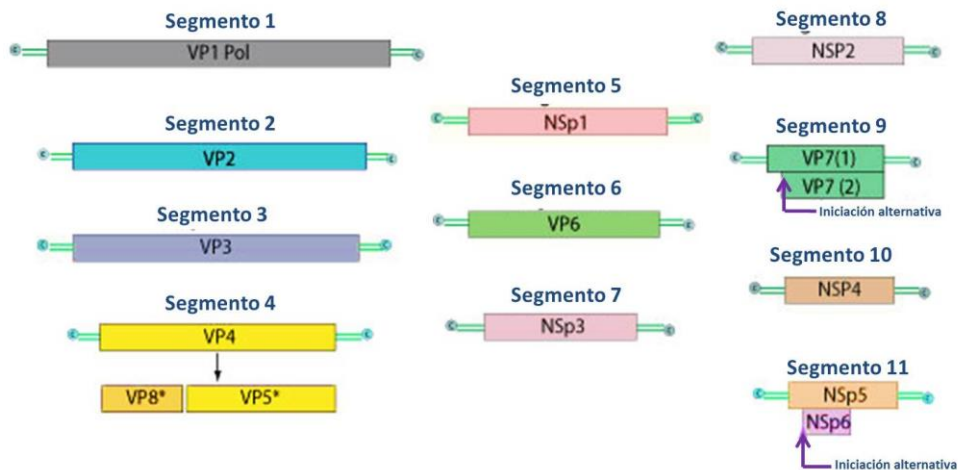 Segmento 1
VP1 Pol
Segmento 2
VP2
Segmento 3
VP3
Segmento 4
VP4
VP8* VP5*
Segmento 5
NSp1
Segmento 6
VP6
Segmento 7
NSp3
Segmento 8
NSP2
Segmento 9
VP7(1)
VP7 (2)
Iniciación alternativa
Segmento 10
NSP4
Segmento 11
NSp5
NSp6
Iniciación alternativa